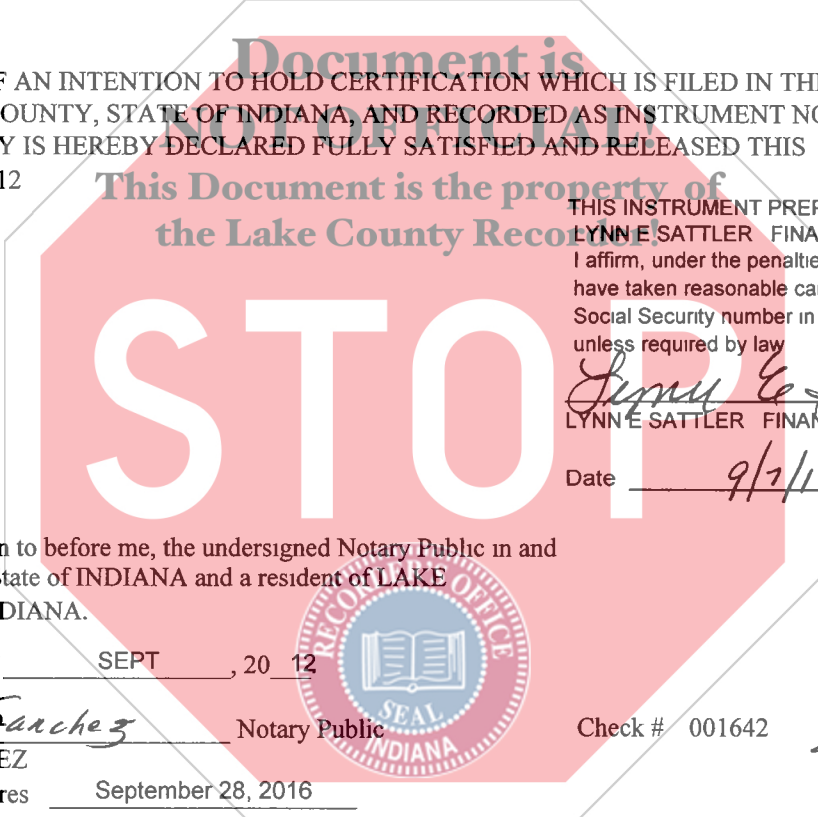 Document is
F AN INTENTION TO HOLD CERTIFICATION WHICH IS FILED IN THE
OUNTY, STATE OF INDIANA, AND RECORDED AS INSTRUMENT NO
NOT OFFICIAL!
Y IS HEREBY DECLARED FULLY SATISFIED AND RELEASED THIS
12
This Document is the property of
the Lake County Recorder!
THIS INSTRUMENT PREP
LYNN E SATTLER FINA
I affirm, under the penaltie
have taken reasonable ca
Social Security number in
unless required by law
STOP
Lynn E S
LYNN E SATTLER FINAN
Date 9/7/1
n to before me, the undersigned Notary Public in and
tate of INDIANA and a resident of LAKE
DIANA.
RECORDER'S OFFICE
SEAL
INDIANA
SEPT , 20 12
anchez Notary Public
Check # 001642
EZ
res September 28, 2016